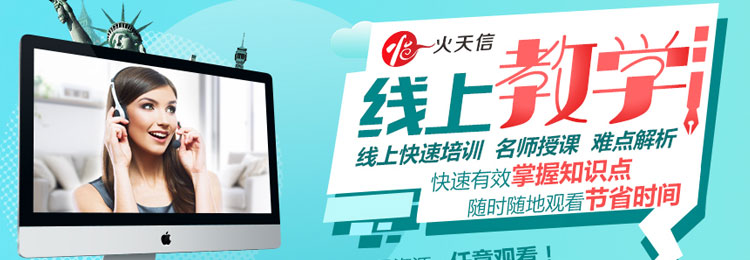 火天信
线上教学
线上快速培训 名师授课 难点解析
快速有效掌握知识点
随时随地观看节省时间
任意观看！